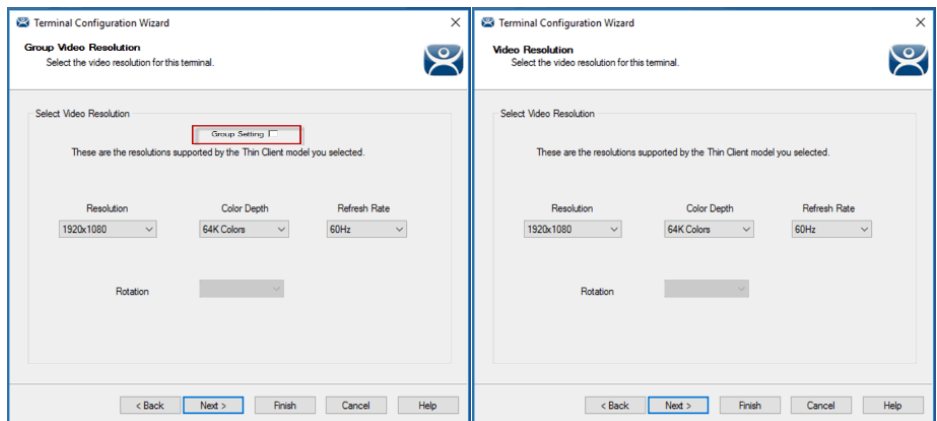 Terminal Configuration Wizard
Group Video Resolution
Select the video resolution for this terminal.
Select Video Resolution
Group Setting
These are the resolutions supported by the Thin Client model you selected.
Resolution Color Depth Refresh Rate
1920x1080 64K Colors 60Hz
Rotation
< Back Next > Finish Cancel Help
Terminal Configuration Wizard
Video Resolution
Select the video resolution for this terminal.
Select Video Resolution
These are the resolutions supported by the Thin Client model you selected.
Resolution Color Depth Refresh Rate
1920x1080 64K Colors 60Hz
Rotation
< Back Next > Finish Cancel Help